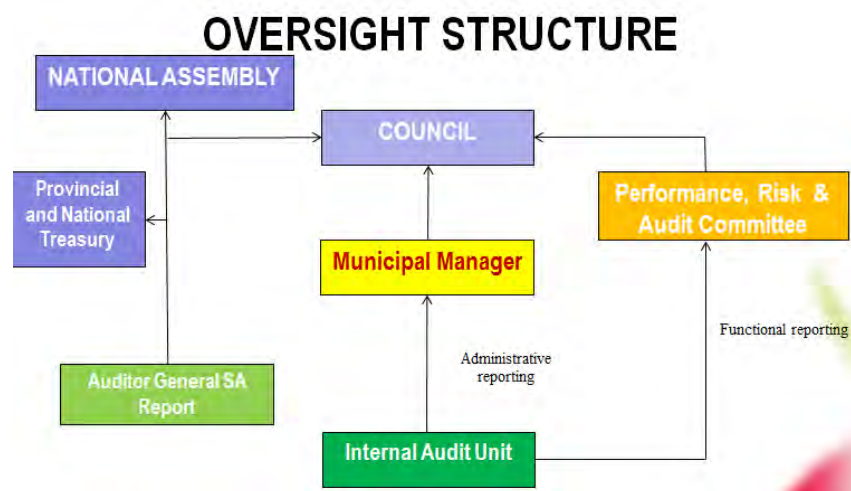 OVERSIGHT STRUCTURE
NATIONAL ASSEMBLY
COUNCIL
Provincial
and National
Treasury
Performance, Risk &
Audit Committee
Municipal Manager
Functional reporting
Administrative
reporting
Auditor General SA
Report
Internal Audit Unit